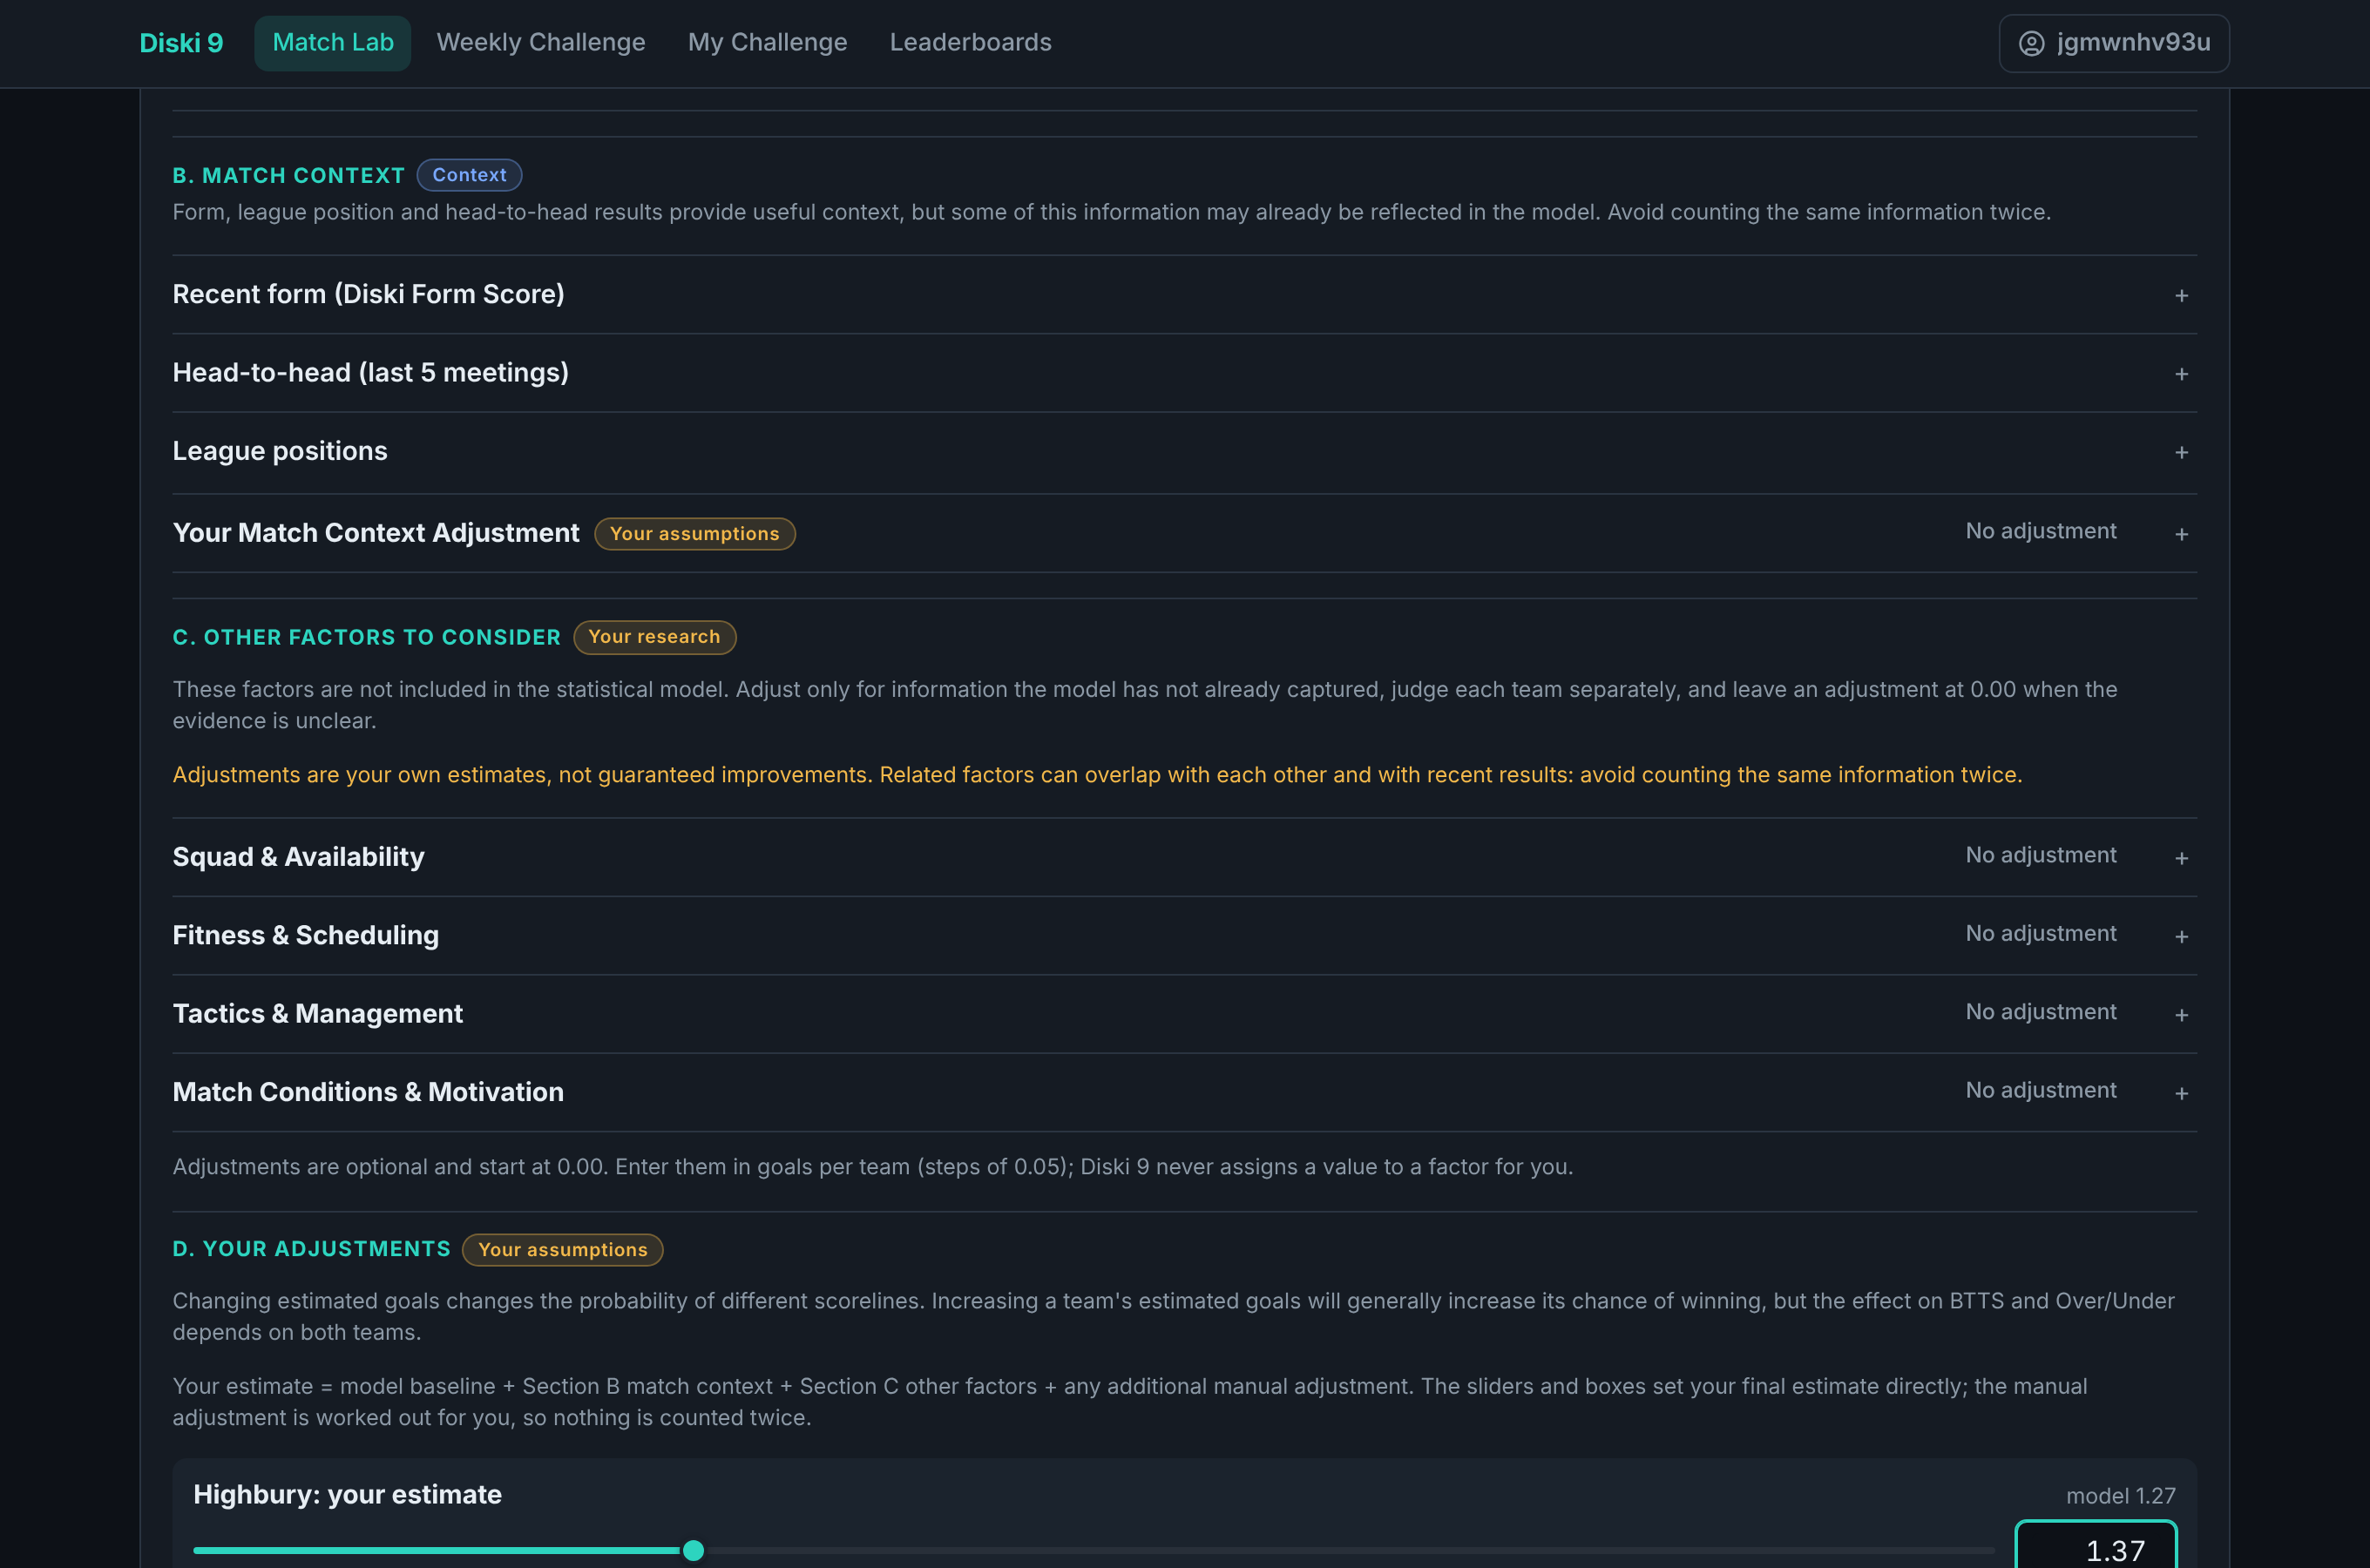 Diski 9
Match Lab
Weekly Challenge
My Challenge
Leaderboards
jgmwnhv93u
B. MATCH CONTEXT
Context
Form, league position and head-to-head results provide useful context, but some of this information may already be reflected in the model. Avoid counting the same information twice.
Recent form (Diski Form Score)
+
Head-to-head (last 5 meetings)
+
League positions
+
Your Match Context Adjustment
Your assumptions
No adjustment
+
C. OTHER FACTORS TO CONSIDER
Your research
These factors are not included in the statistical model. Adjust only for information the model has not already captured, judge each team separately, and leave an adjustment at 0.00 when the
evidence is unclear.
Adjustments are your own estimates, not guaranteed improvements. Related factors can overlap with each other and with recent results: avoid counting the same information twice.
Squad & Availability
No adjustment
+
Fitness & Scheduling
No adjustment
+
Tactics & Management
No adjustment
+
Match Conditions & Motivation
No adjustment
+
Adjustments are optional and start at 0.00. Enter them in goals per team (steps of 0.05); Diski 9 never assigns a value to a factor for you.
D. YOUR ADJUSTMENTS
Your assumptions
Changing estimated goals changes the probability of different scorelines. Increasing a team's estimated goals will generally increase its chance of winning, but the effect on BTTS and Over/Under
depends on both teams.
Your estimate = model baseline + Section B match context + Section C other factors + any additional manual adjustment. The sliders and boxes set your final estimate directly; the manual
adjustment is worked out for you, so nothing is counted twice.
Highbury: your estimate
model 1.27
1.37